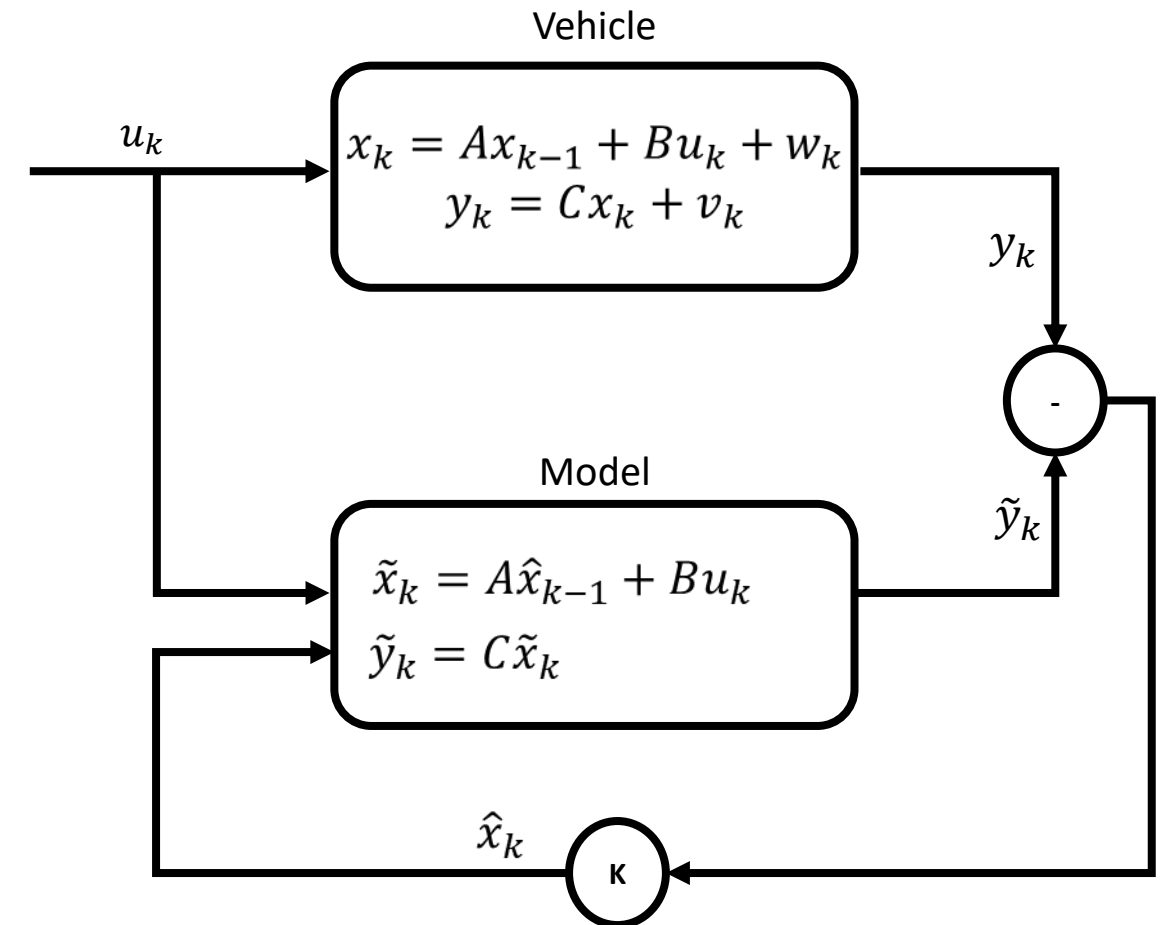 Vehicle
u_k
x_k = Ax_{k−1} + Bu_k + w_k
y_k = Cx_k + v_k
y_k
-
Model
ỹ_k
x̃_k = Ax̂_{k−1} + Bu_k
ỹ_k = Cx̃_k
x̂_k
K